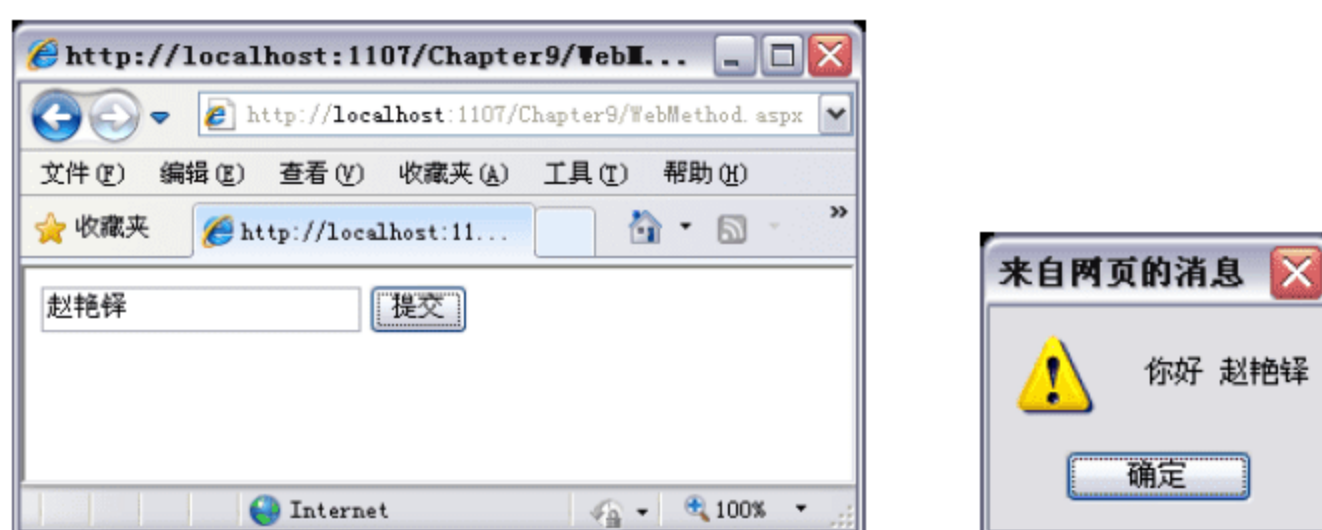 http://localhost:1107/Chapter9/WebM...
http://localhost:1107/Chapter9/WebMethod.aspx
文件(F) 编辑(E) 查看(V) 收藏夹(A) 工具(T) 帮助(H)
收藏夹 http://localhost:11... »
赵艳铎 提交
Internet 100%
来自网页的消息
你好 赵艳铎
确定